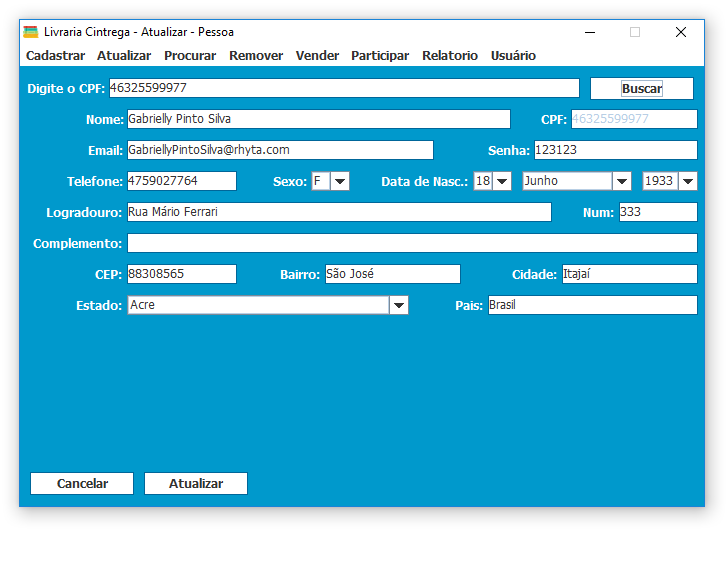 Livraria Cintrega - Atualizar - Pessoa
Cadastrar Atualizar Procurar Remover Vender Participar Relatorio Usuário
Digite o CPF: 46325599977 Buscar
Nome: Gabrielly Pinto Silva CPF: 46325599977
Email: GabriellyPintoSilva@rhyta.com Senha: 123123
Telefone: 4759027764 Sexo: F Data de Nasc.: 18 Junho 1933
Logradouro: Rua Mário Ferrari Num: 333
Complemento:
CEP: 88308565 Bairro: São José Cidade: Itajaí
Estado: Acre Pais: Brasil
Cancelar Atualizar